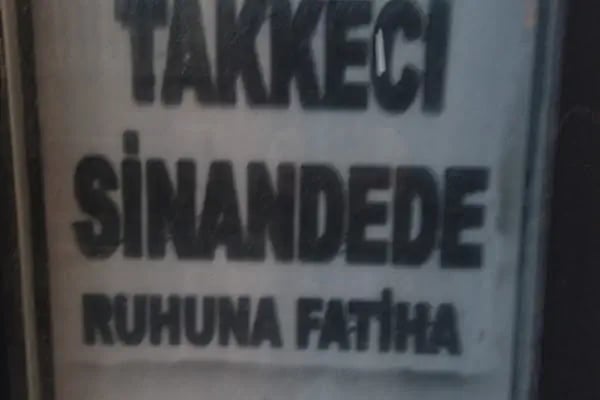 TAKKECI
SİNANDEDE
RUHUNA FATİHA